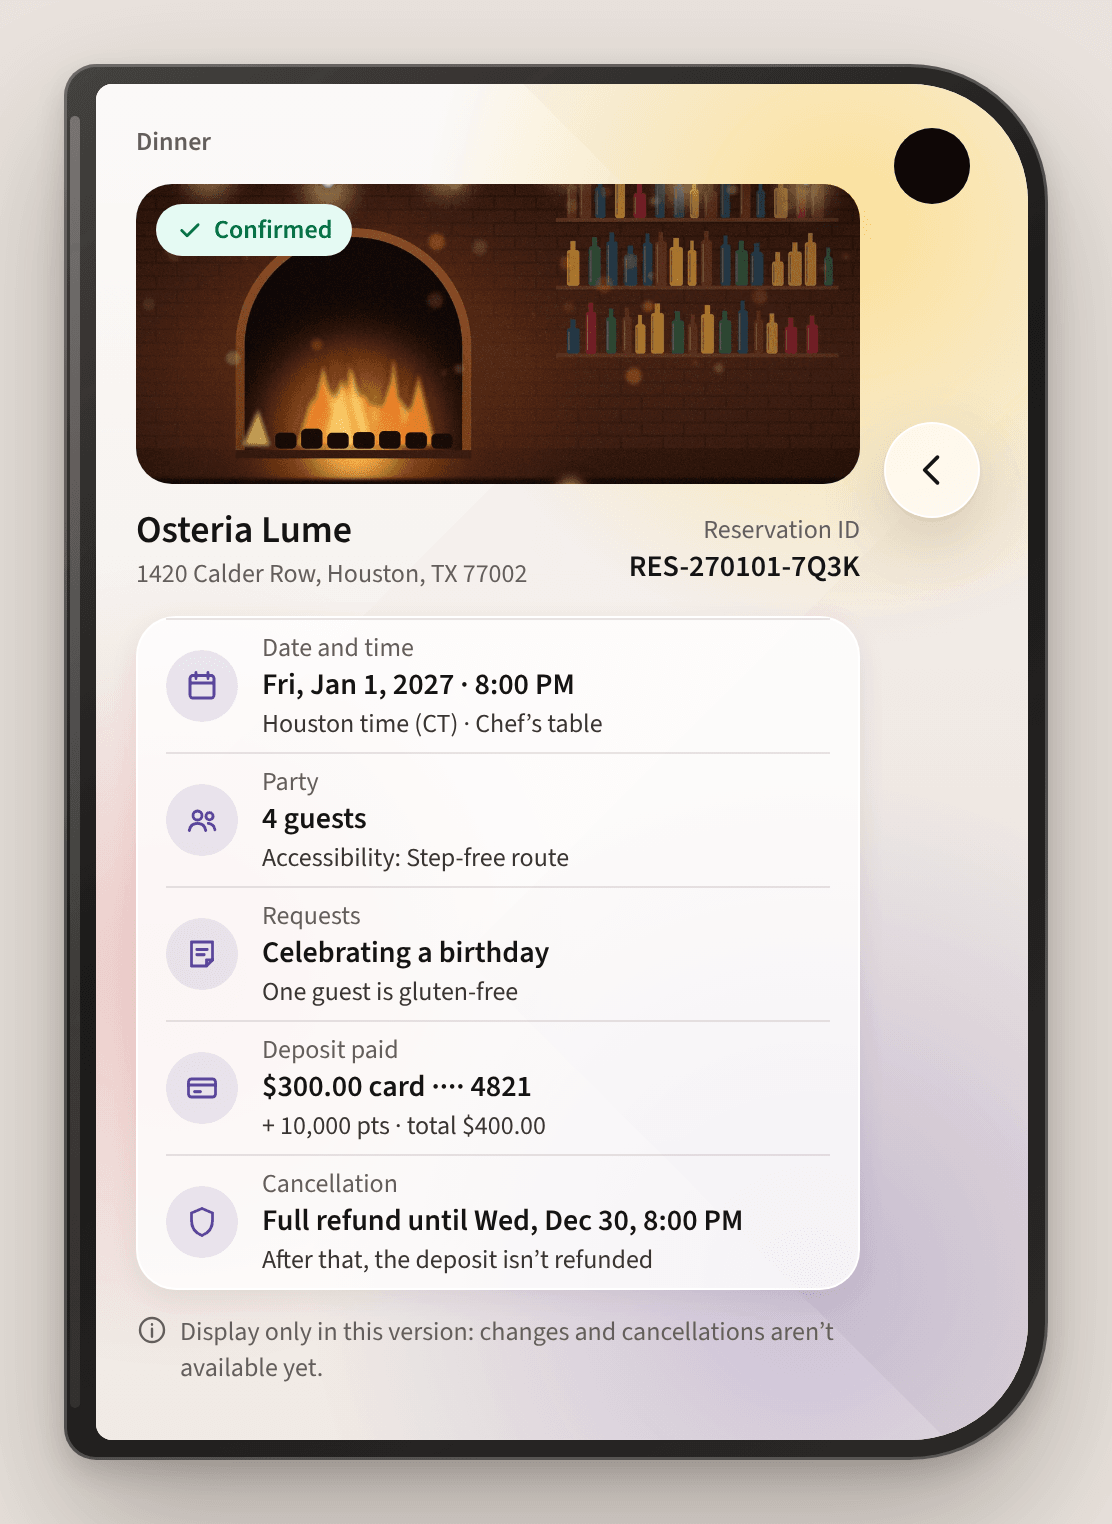 Dinner
Confirmed
Osteria Lume
1420 Calder Row, Houston, TX 77002
Reservation ID
RES-270101-7Q3K
Date and time
Fri, Jan 1, 2027 · 8:00 PM
Houston time (CT) · Chef’s table
Party
4 guests
Accessibility: Step-free route
Requests
Celebrating a birthday
One guest is gluten-free
Deposit paid
$300.00 card ···· 4821
+ 10,000 pts · total $400.00
Cancellation
Full refund until Wed, Dec 30, 8:00 PM
After that, the deposit isn’t refunded
Display only in this version: changes and cancellations aren’t
available yet.